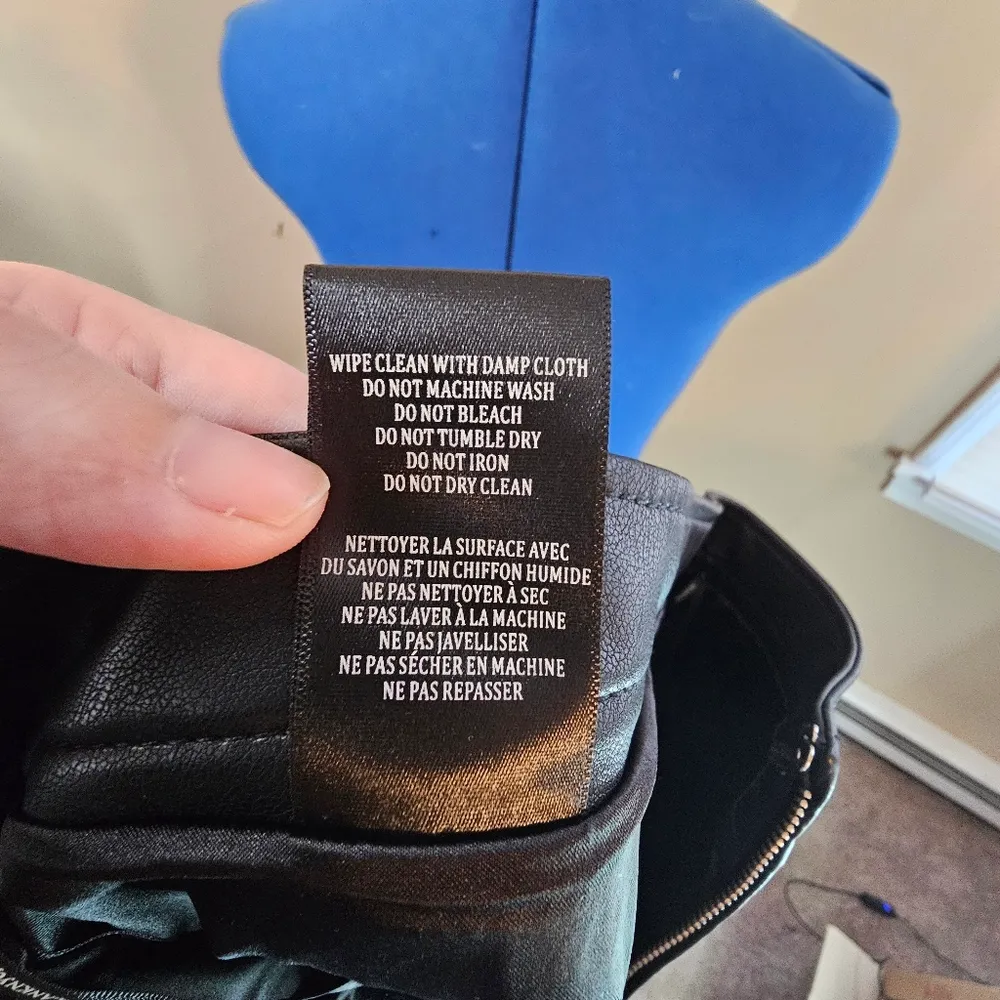 WIPE CLEAN WITH DAMP CLOTH
DO NOT MACHINE WASH
DO NOT BLEACH
DO NOT TUMBLE DRY
DO NOT IRON
DO NOT DRY CLEAN
NETTOYER LA SURFACE AVEC
DU SAVON ET UN CHIFFON HUMIDE
NE PAS NETTOYER À SEC
NE PAS LAVER À LA MACHINE
NE PAS JAVELLISER
NE PAS SÉCHER EN MACHINE
NE PAS REPASSER